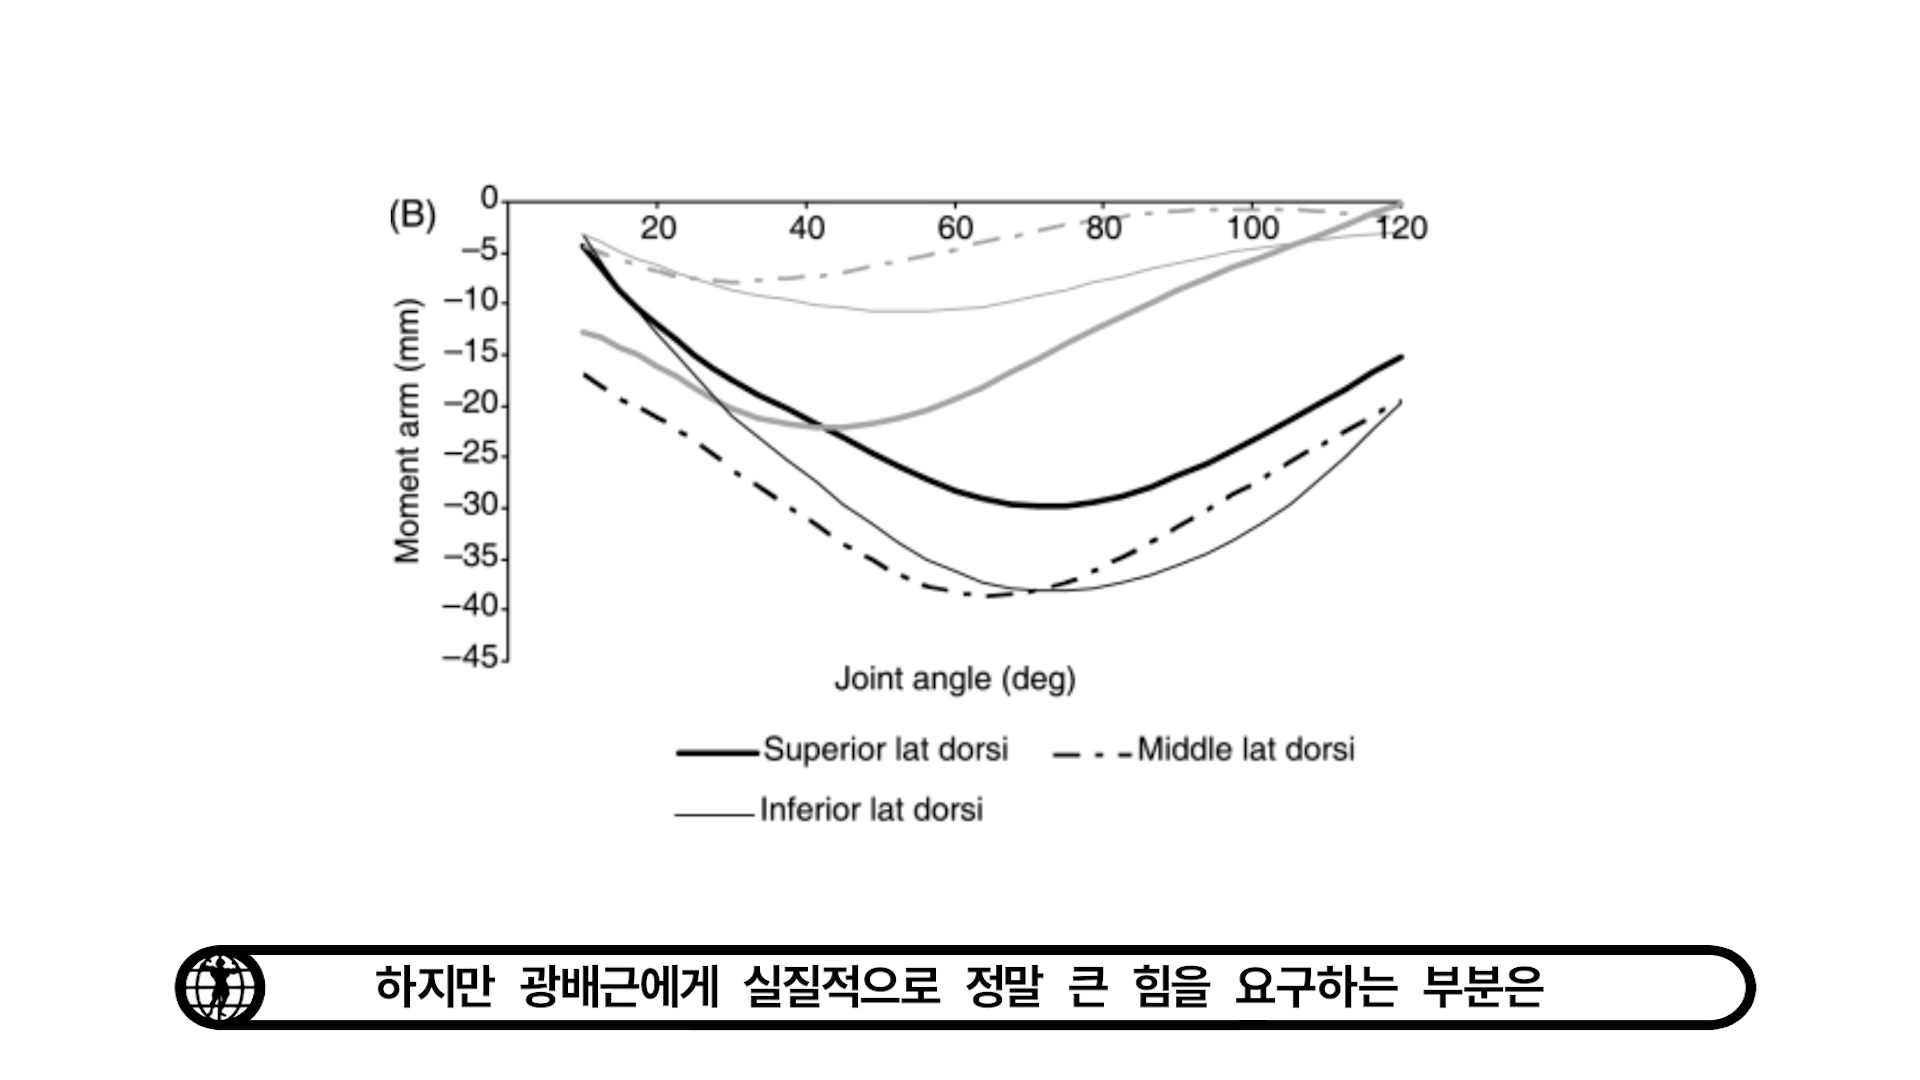 (B)
0
20 40 60 80 100 120
–5
–10
–15
–20
–25
–30
–35
–40
–45
Moment arm (mm)
Joint angle (deg)
Superior lat dorsi
Middle lat dorsi
Inferior lat dorsi
하지만 광배근에게 실질적으로 정말 큰 힘을 요구하는 부분은